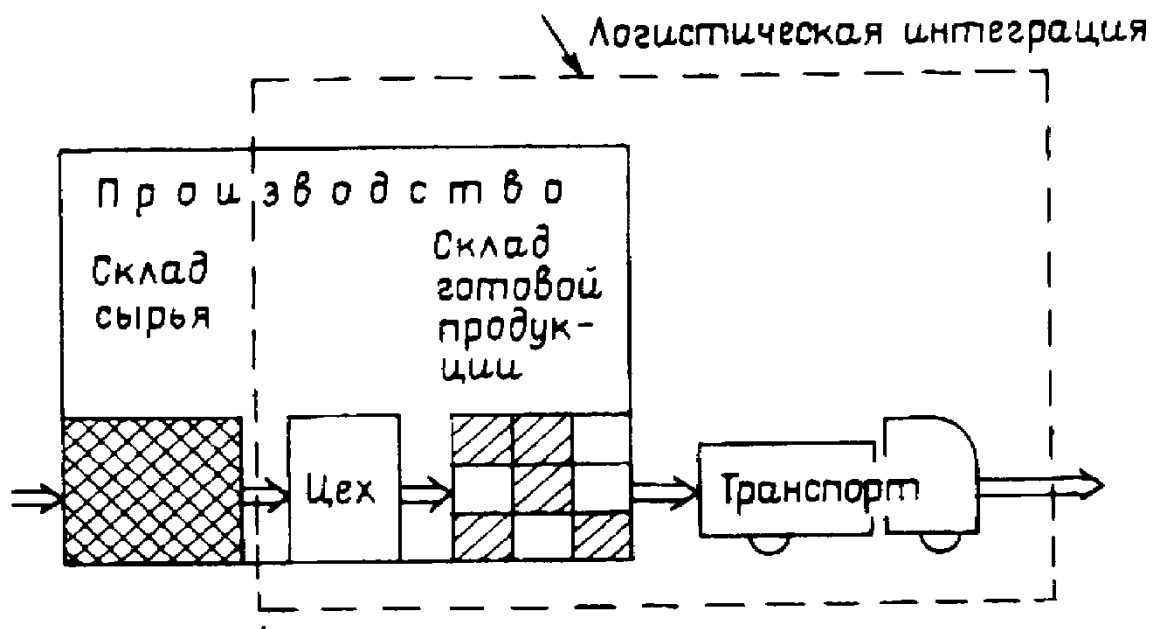 Логистическая интеграция
Производство
Склад
сырья
Склад
готовой
продук-
ции
Цех
Транспорт